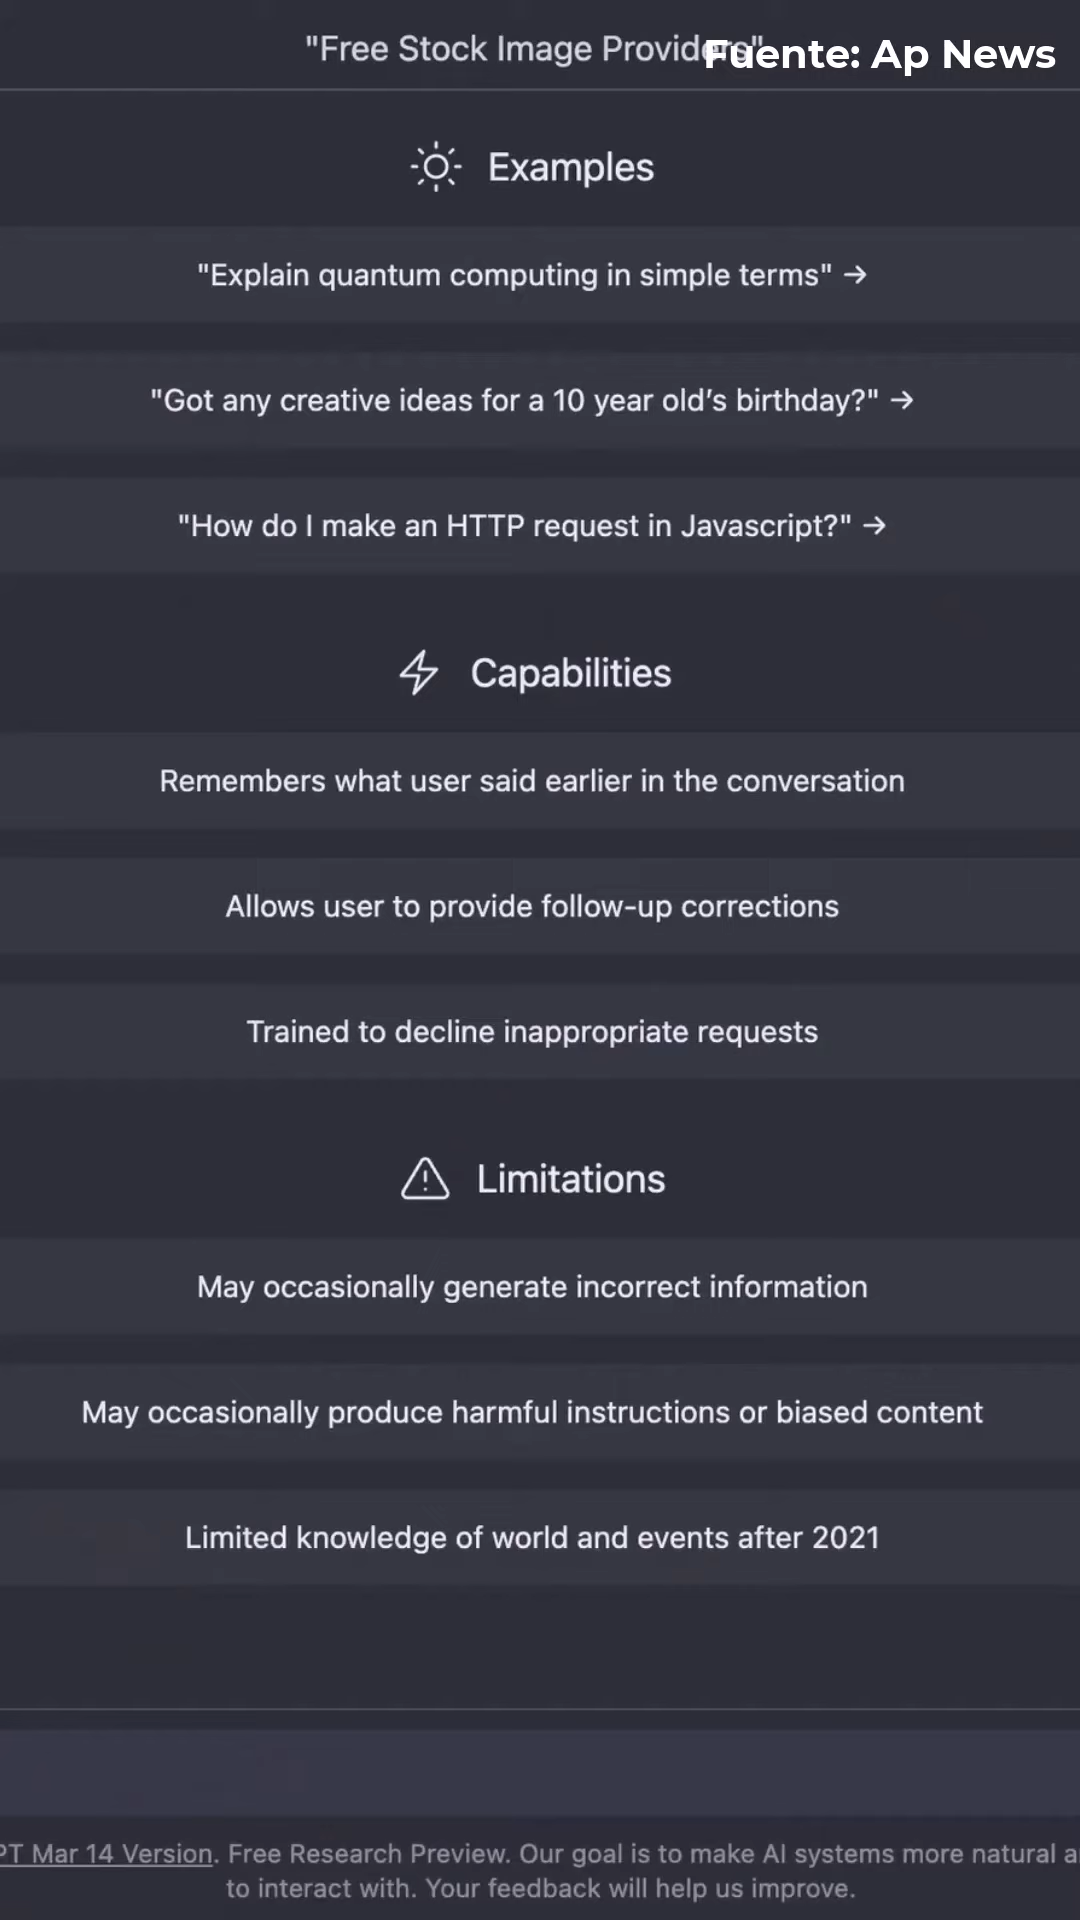 "Free Stock Image Providers"
Fuente: Ap News
Examples
"Explain quantum computing in simple terms" →
"Got any creative ideas for a 10 year old’s birthday?" →
"How do I make an HTTP request in Javascript?" →
Capabilities
Remembers what user said earlier in the conversation
Allows user to provide follow-up corrections
Trained to decline inappropriate requests
Limitations
May occasionally generate incorrect information
May occasionally produce harmful instructions or biased content
Limited knowledge of world and events after 2021
PT Mar 14 Version. Free Research Preview. Our goal is to make AI systems more natural a
to interact with. Your feedback will help us improve.